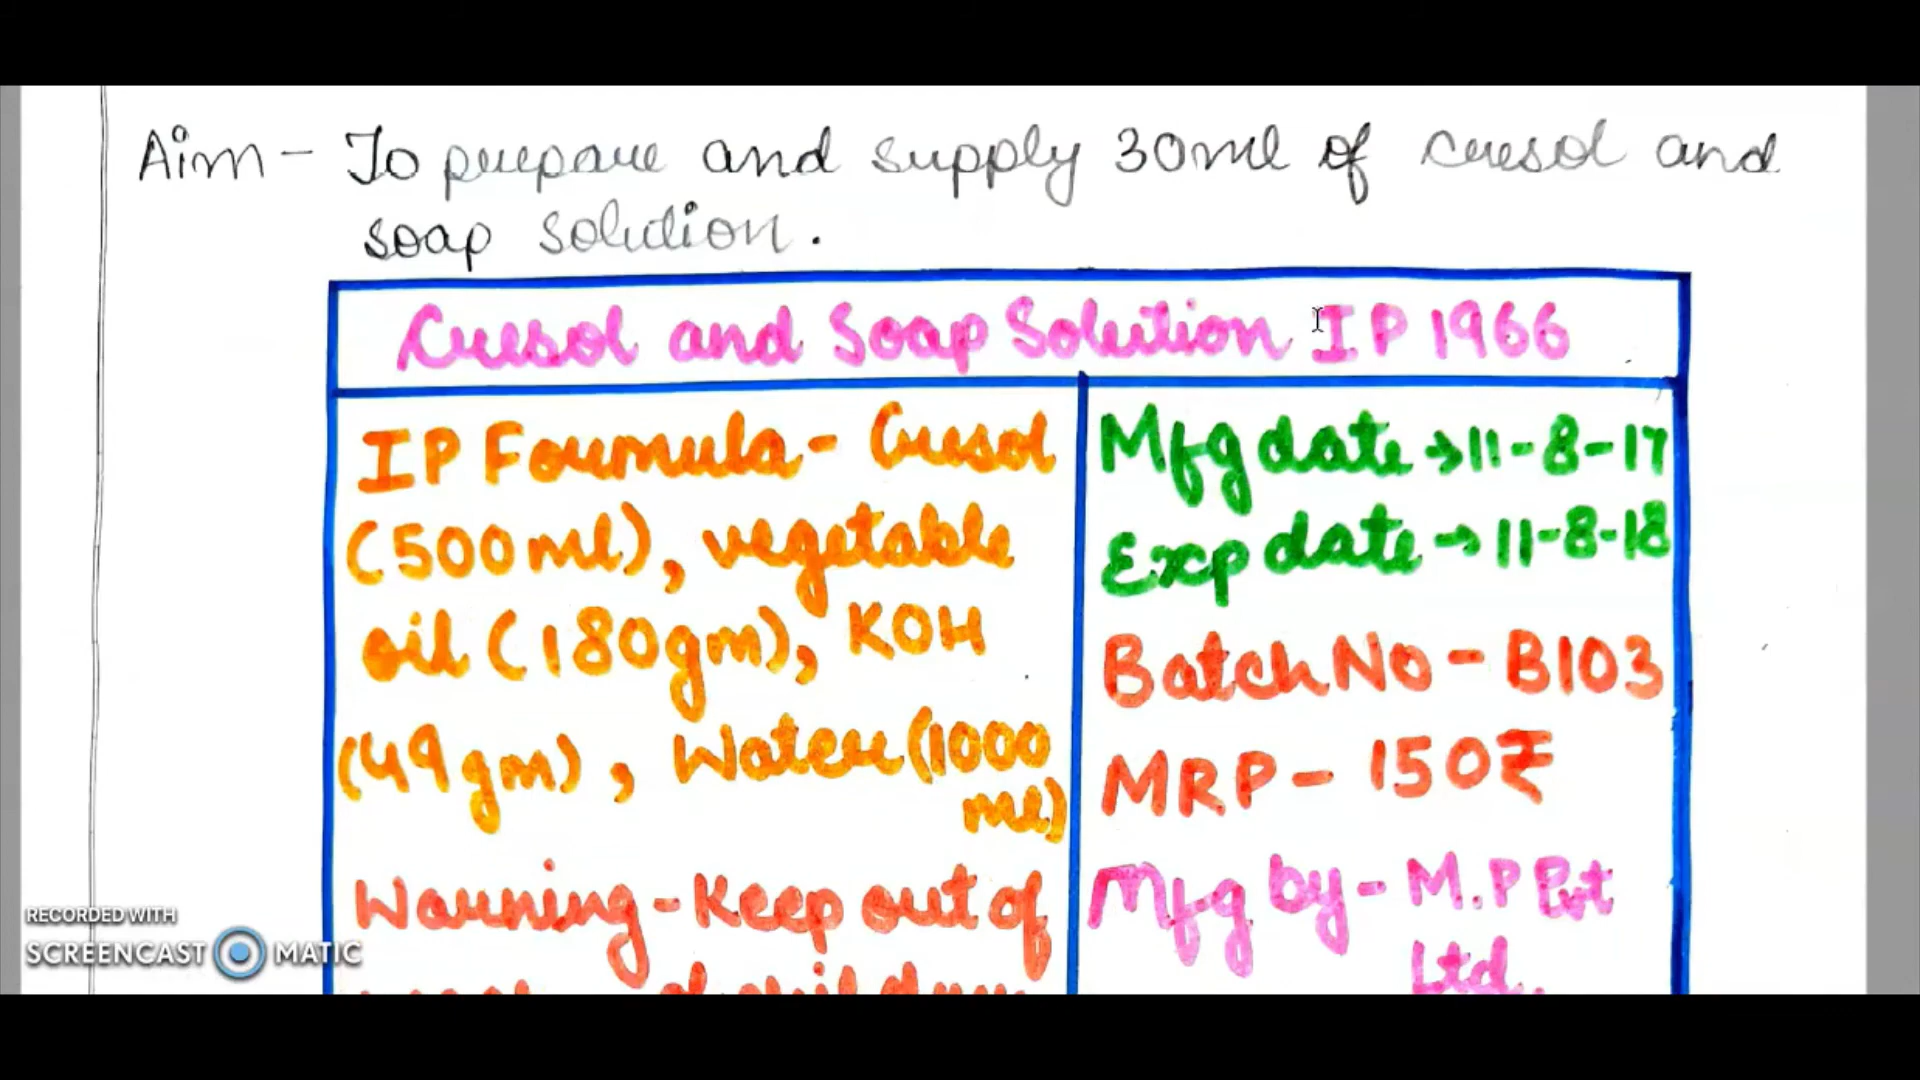 Aim - To prepare and supply 30ml of cresol and
soap solution.
Cresol and Soap Solution IP 1966
IP Formula - Cresol
(500 ml), vegetable
oil (180gm), KOH
(49gm), Water (1000
ml)
Warning - Keep out of
Mfg date → 11-8-17
Exp date → 11-8-18
Batch No - B103
MRP - 150₹
Mfg by - M.P Pvt
Ltd.
RECORDED WITH
SCREENCAST MATIC